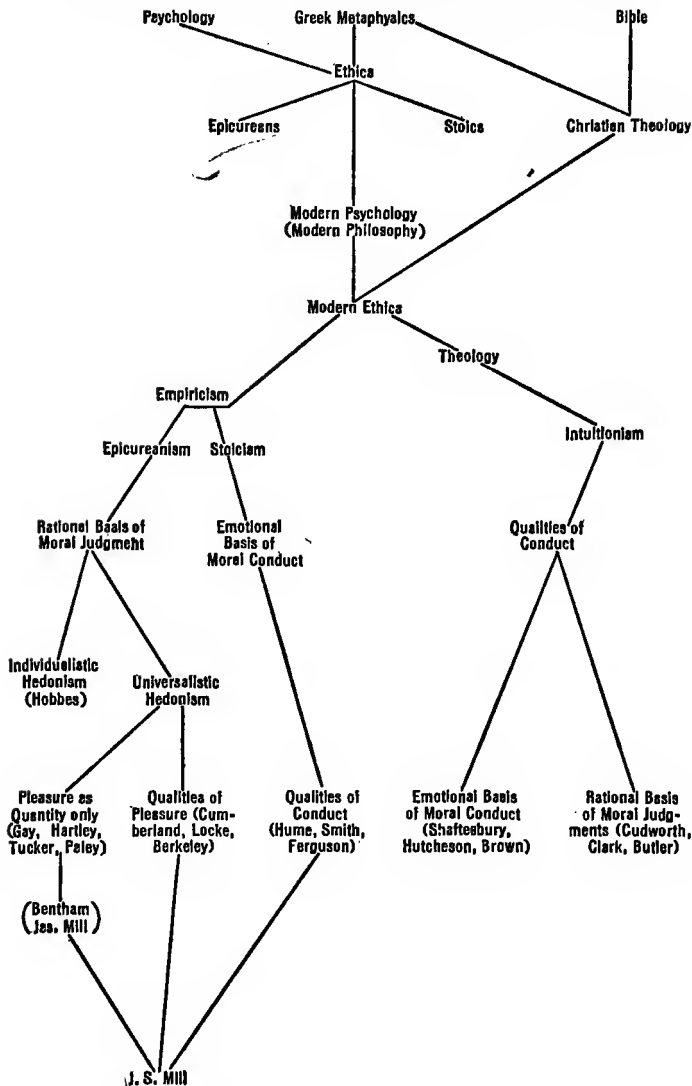 Psychology
Greek Metaphysics
Bible
Ethics
Epicureans
Stoics
Christian Theology
Modern Psychology
(Modern Philosophy)
Modern Ethics
Theology
Empiricism
Intuitionism
Epicureanism
Stoicism
Rational Basis of
Moral Judgment
Emotional
Basis of
Moral Conduct
Qualities of
Conduct
Individualistic
Hedonism
(Hobbes)
Universalistic
Hedonism
Pleasure as
Quantity only
(Gay, Hartley,
Tucker, Paley)
Qualities of
Pleasure (Cum-
berland, Locke,
Berkeley)
Qualities of
Conduct
(Hume, Smith,
Ferguson)
Emotional Basis
of Moral Conduct
(Shaftesbury,
Hutcheson, Brown)
Rational Basis
of Moral Judg-
ments (Cudworth,
Clark, Butler)
(Bentham
Jas. Mill)
J. S. Mill